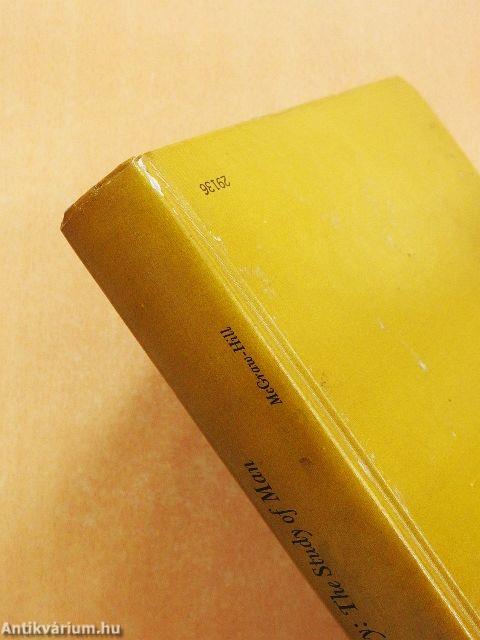 29136
McGraw-Hill
y: The Study of Man
Antikvárium.hu